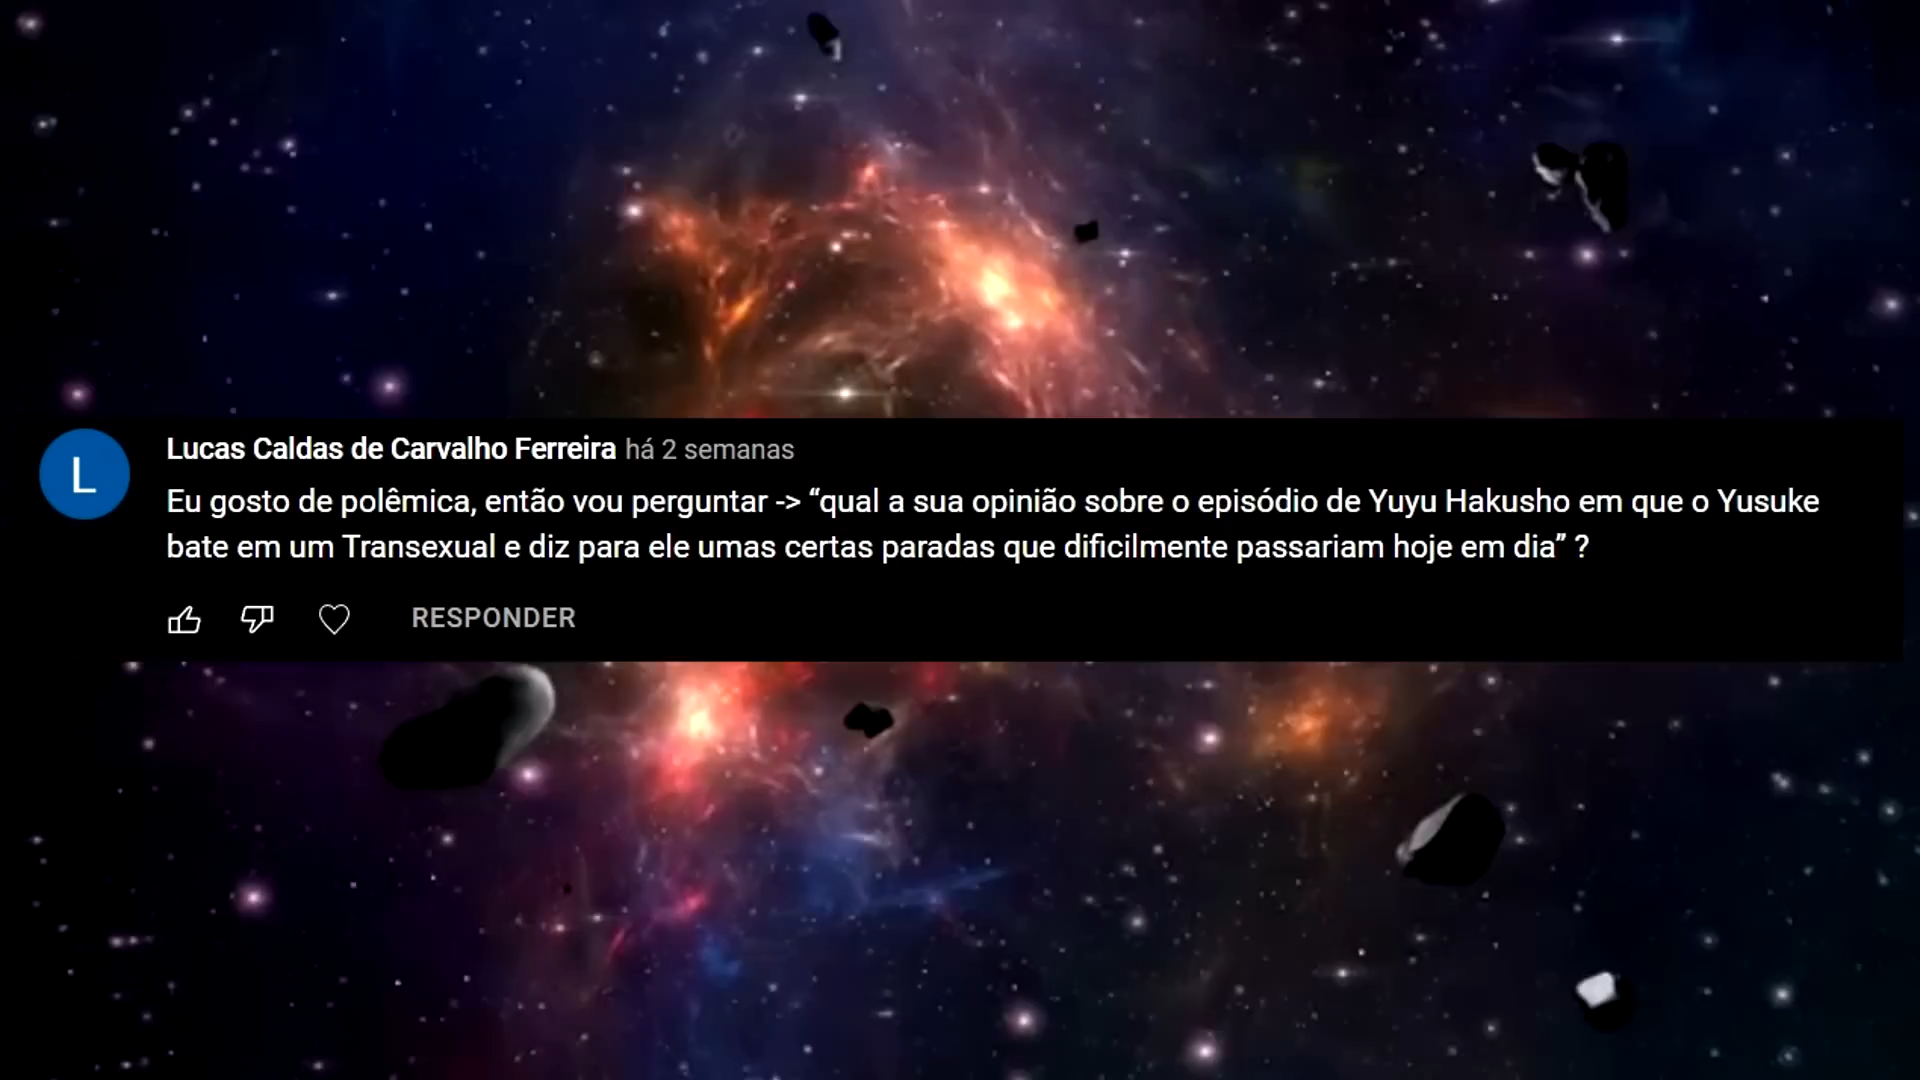 L
Lucas Caldas de Carvalho Ferreira há 2 semanas
Eu gosto de polêmica, então vou perguntar -> “qual a sua opinião sobre o episódio de Yuyu Hakusho em que o Yusuke
bate em um Transexual e diz para ele umas certas paradas que dificilmente passariam hoje em dia” ?
RESPONDER